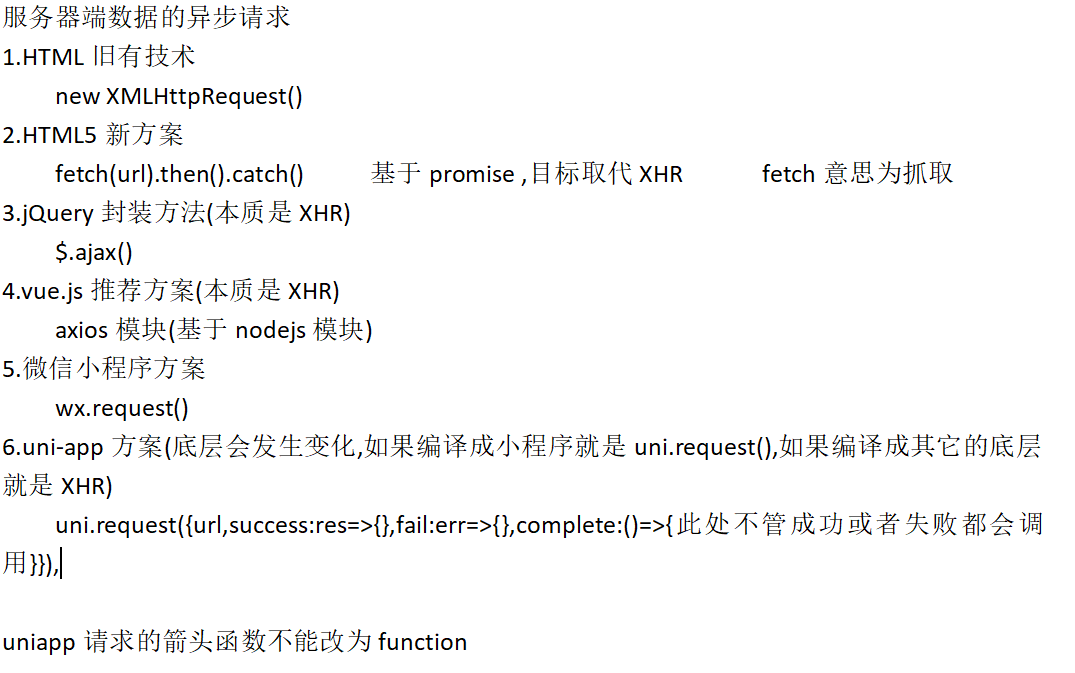 服务器端数据的异步请求
1.HTML 旧有技术
new XMLHttpRequest()
2.HTML5 新方案
fetch(url).then().catch() 基于 promise ,目标取代 XHR fetch 意思为抓取
3.jQuery 封装方法(本质是 XHR)
$.ajax()
4.vue.js 推荐方案(本质是 XHR)
axios 模块(基于 nodejs 模块)
5.微信小程序方案
wx.request()
6.uni-app 方案(底层会发生变化,如果编译成小程序就是 uni.request(),如果编译成其它的底层
就是 XHR)
uni.request({url,success:res=>{},fail:err=>{},complete:()=>{此处不管成功或者失败都会调
用}}),
uniapp 请求的箭头函数不能改为 function